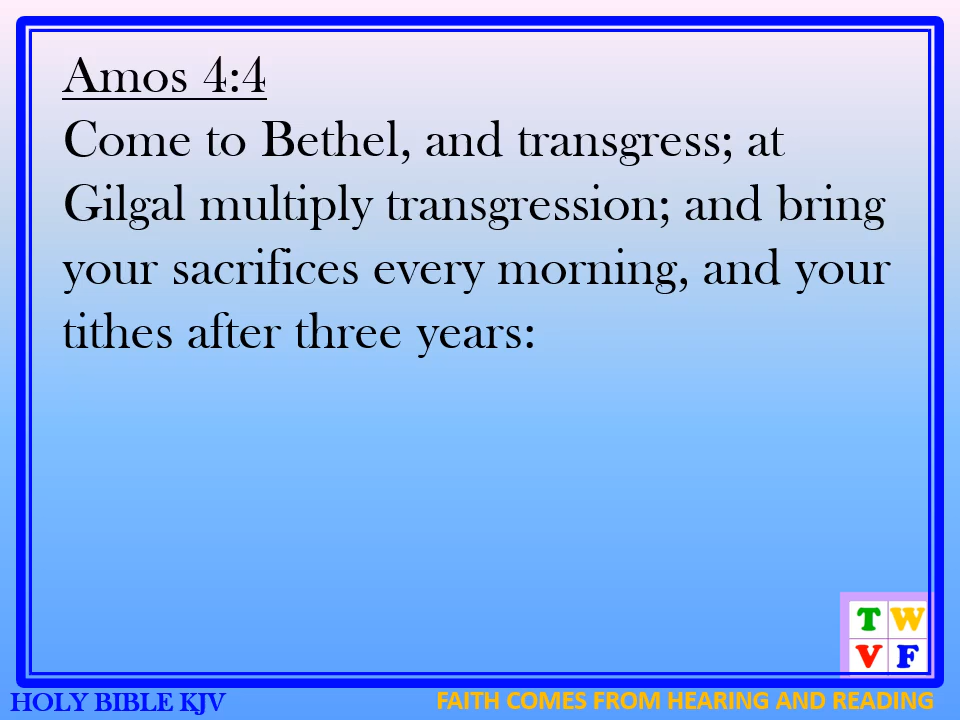 Amos 4:4
Come to Bethel, and transgress; at
Gilgal multiply transgression; and bring
your sacrifices every morning, and your
tithes after three years:
T W
V F
HOLY BIBLE KJV
FAITH COMES FROM HEARING AND READING